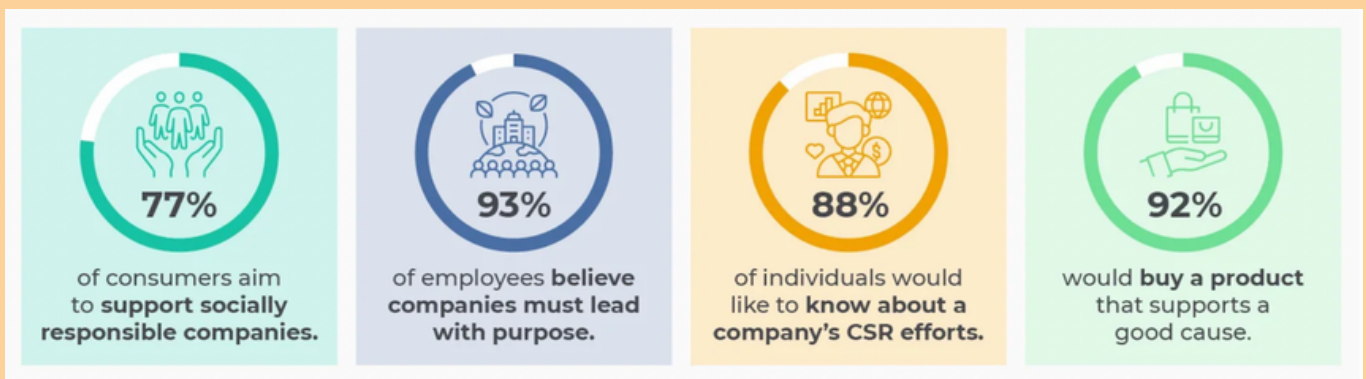 77%
of consumers aim
to support socially
responsible companies.
93%
of employees believe
companies must lead
with purpose.
88%
of individuals would
like to know about a
company's CSR efforts.
92%
would buy a product
that supports a
good cause.